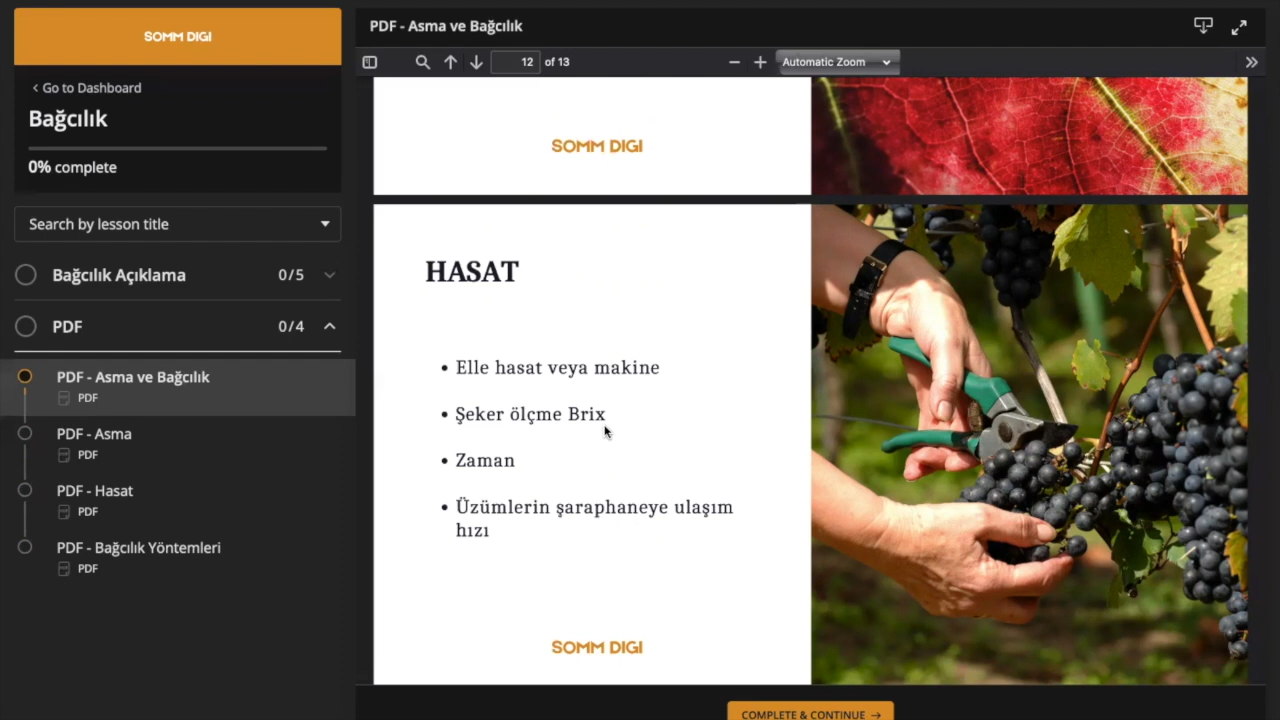 SOMM DIGI
Go to Dashboard
Bağcılık
0% complete
Search by lesson title
Bağcılık Açıklama 0/5
PDF 0/4
PDF - Asma ve Bağcılık
PDF
PDF - Asma
PDF
PDF - Hasat
PDF
PDF - Bağcılık Yöntemleri
PDF
PDF - Asma ve Bağcılık
12 of 13
Automatic Zoom
SOMM DIGI
HASAT
• Elle hasat veya makine
• Şeker ölçme Brix
• Zaman
• Üzümlerin şaraphaneye ulaşım
hızı
SOMM DIGI
COMPLETE & CONTINUE →